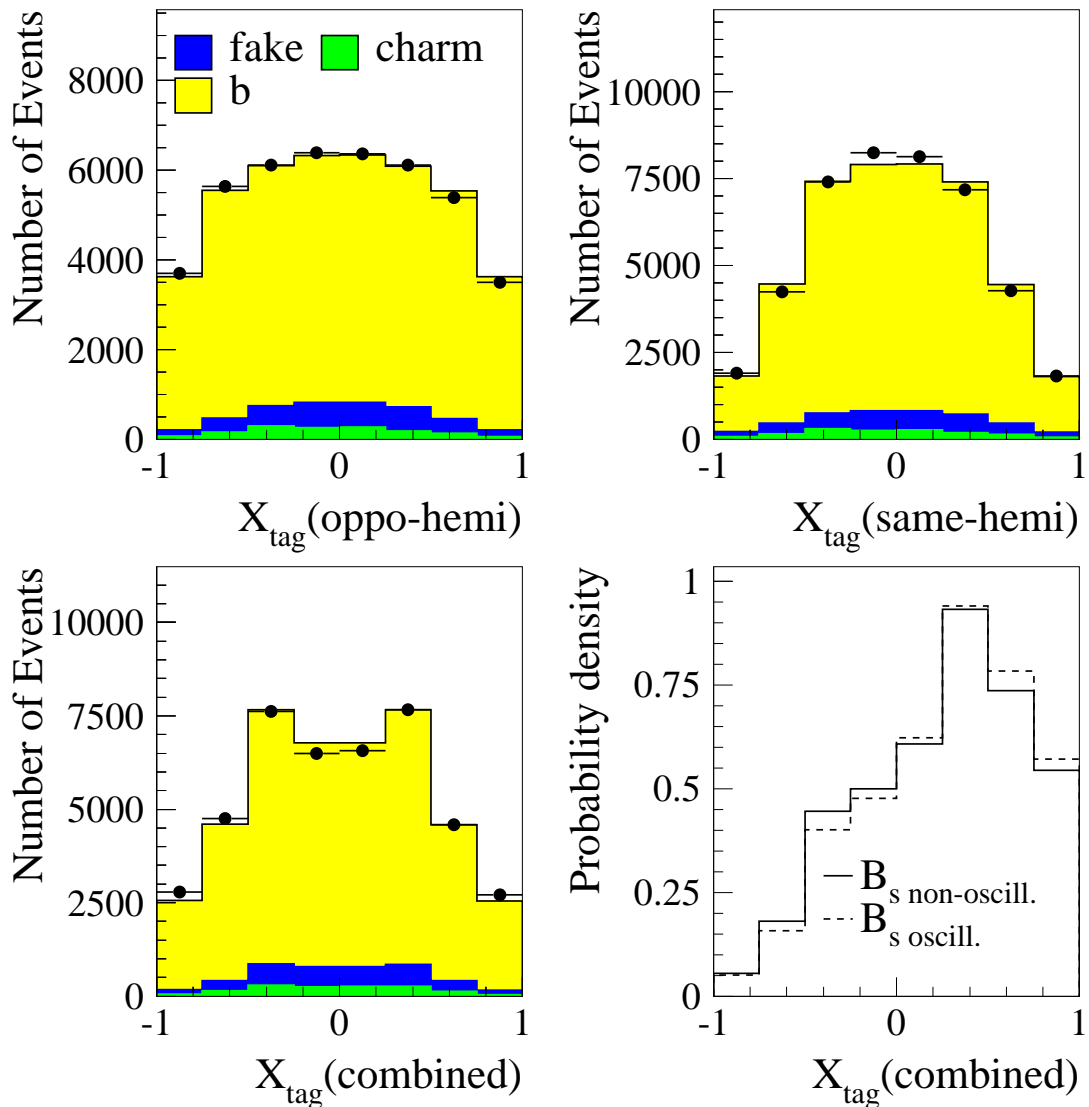 Number of Events
fake charm
b
8000
6000
4000
2000
0
-1 0 1
X_tag(oppo-hemi)
Number of Events
10000
7500
5000
2500
0
-1 0 1
X_tag(same-hemi)
Number of Events
10000
7500
5000
2500
0
-1 0 1
X_tag(combined)
Probability density
1
0.75
0.5
0.25
0
B_s non-oscill.
B_s oscill.
-1 0 1
X_tag(combined)